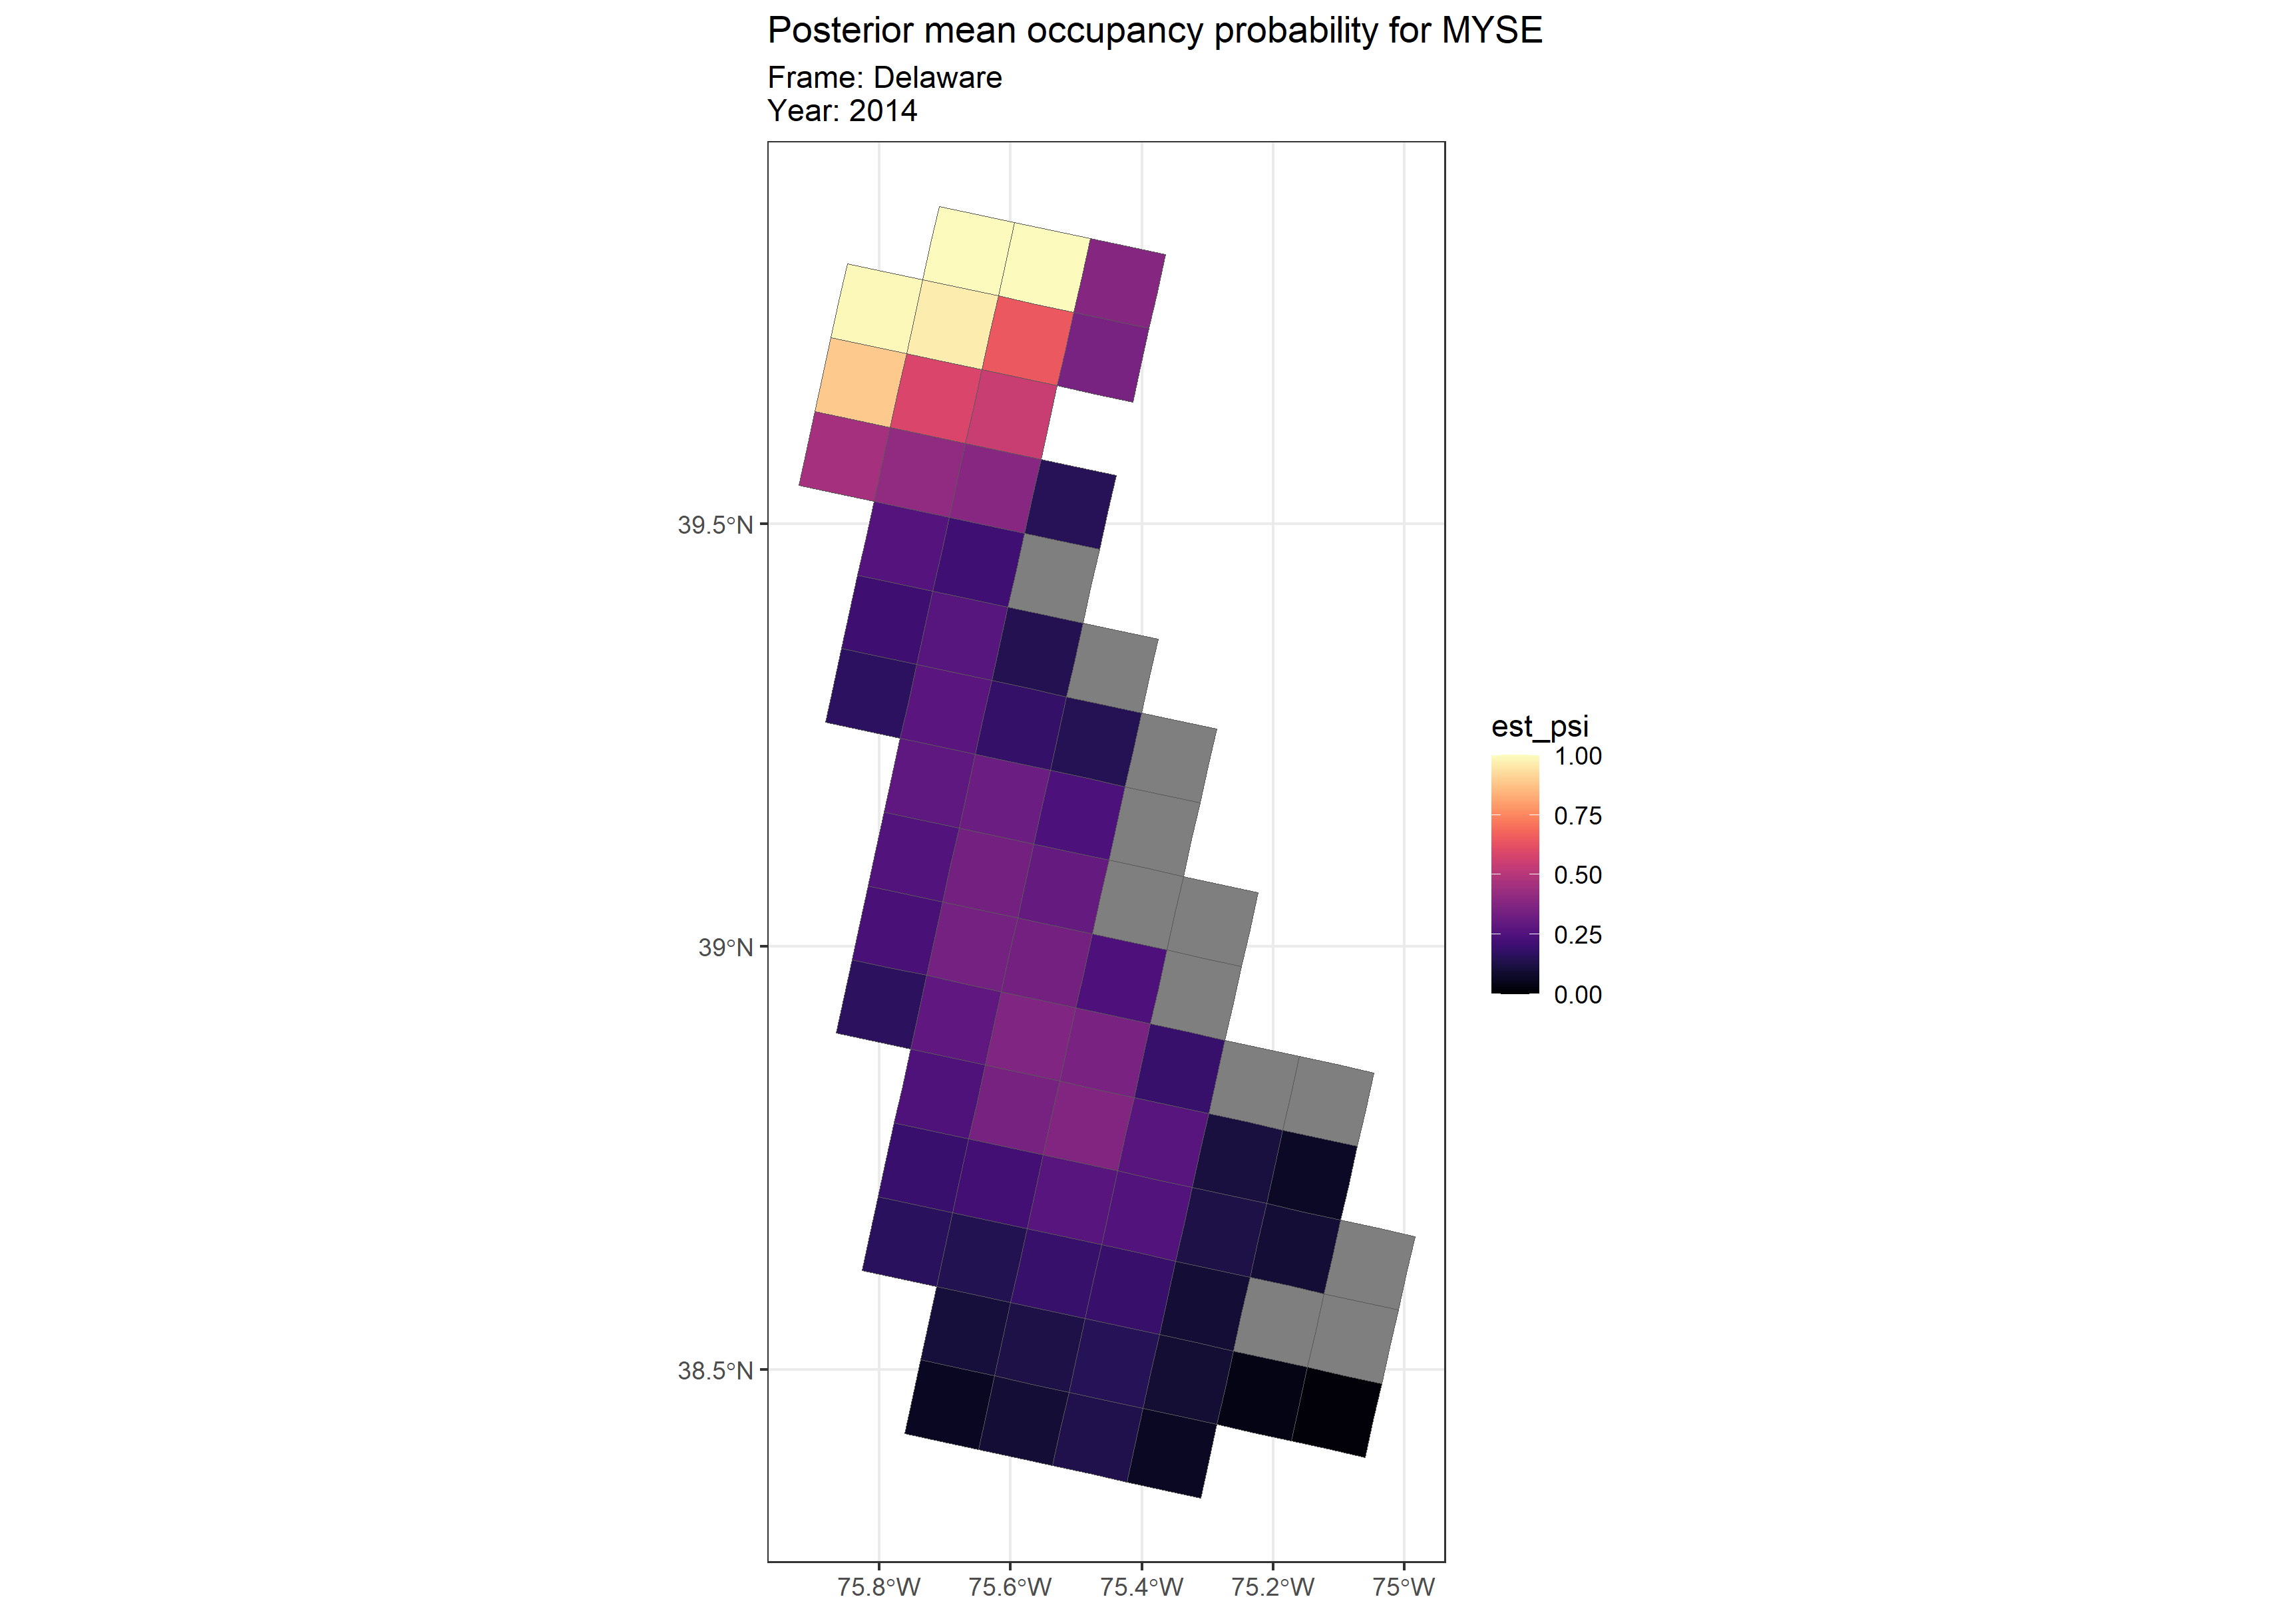 Posterior mean occupancy probability for MYSE
Frame: Delaware
Year: 2014
39.5°N
39°N
38.5°N
75.8°W
75.6°W
75.4°W
75.2°W
75°W
est_psi
1.00
0.75
0.50
0.25
0.00